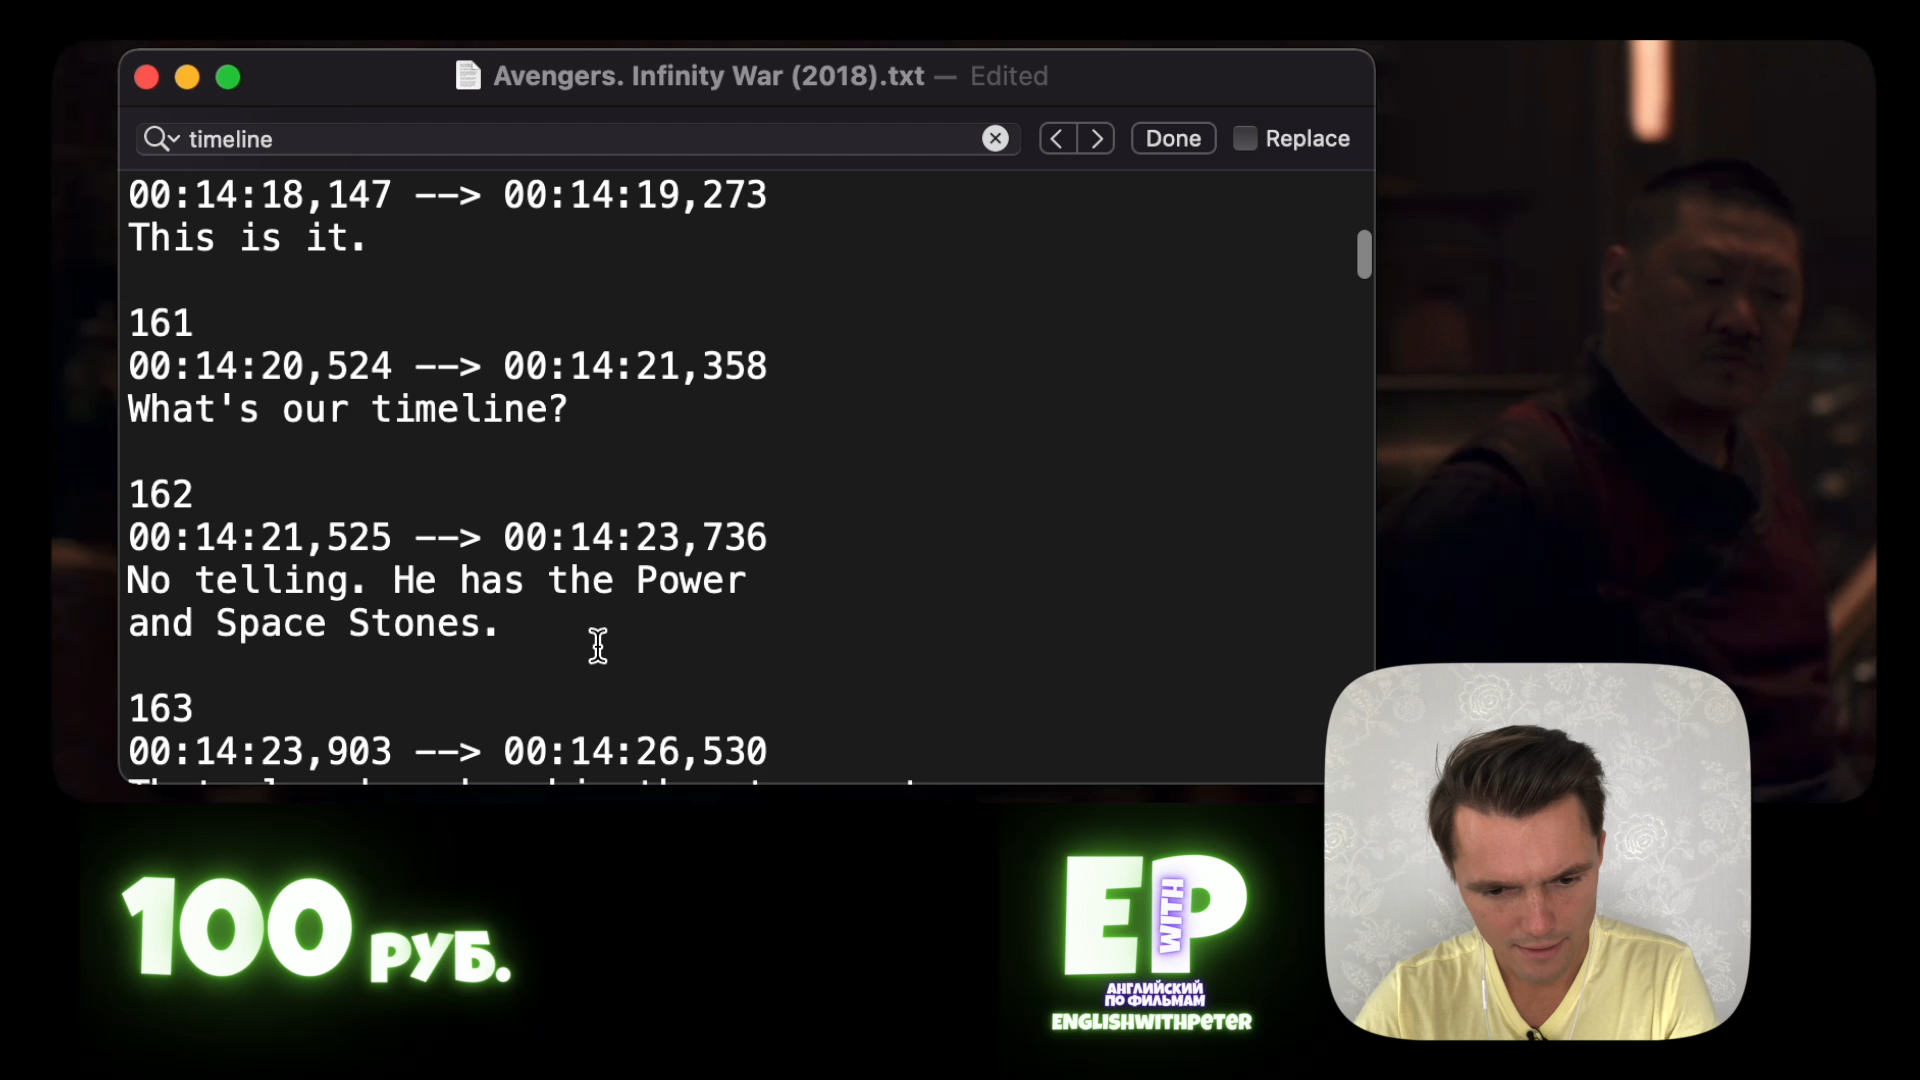 Avengers. Infinity War (2018).txt — Edited
timeline
Done
Replace
00:14:18,147 --> 00:14:19,273
This is it.
161
00:14:20,524 --> 00:14:21,358
What's our timeline?
162
00:14:21,525 --> 00:14:23,736
No telling. He has the Power
and Space Stones.
163
00:14:23,903 --> 00:14:26,530
100 РУБ.
EP
WITH
АНГЛИЙСКИЙ
ПО ФИЛЬМАМ
ENGLISHWITHPETER